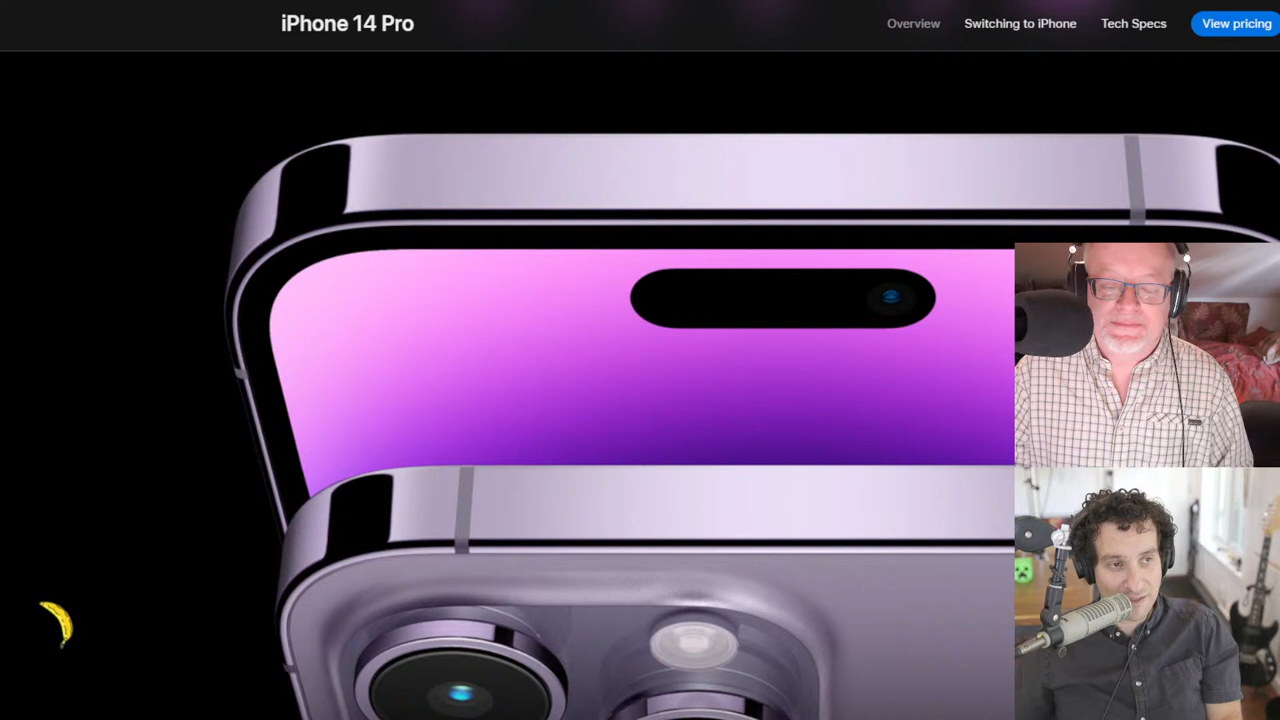 iPhone 14 Pro
Overview
Switching to iPhone
Tech Specs
View pricing